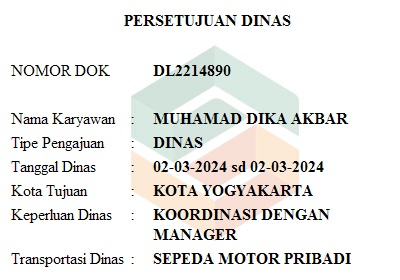 PERSETUJUAN DINAS
NOMOR DOK DL2214890
Nama Karyawan : MUHAMAD DIKA AKBAR
Tipe Pengajuan : DINAS
Tanggal Dinas : 02-03-2024 sd 02-03-2024
Kota Tujuan : KOTA YOGYAKARTA
Keperluan Dinas : KOORDINASI DENGAN
MANAGER
Transportasi Dinas : SEPEDA MOTOR PRIBADI